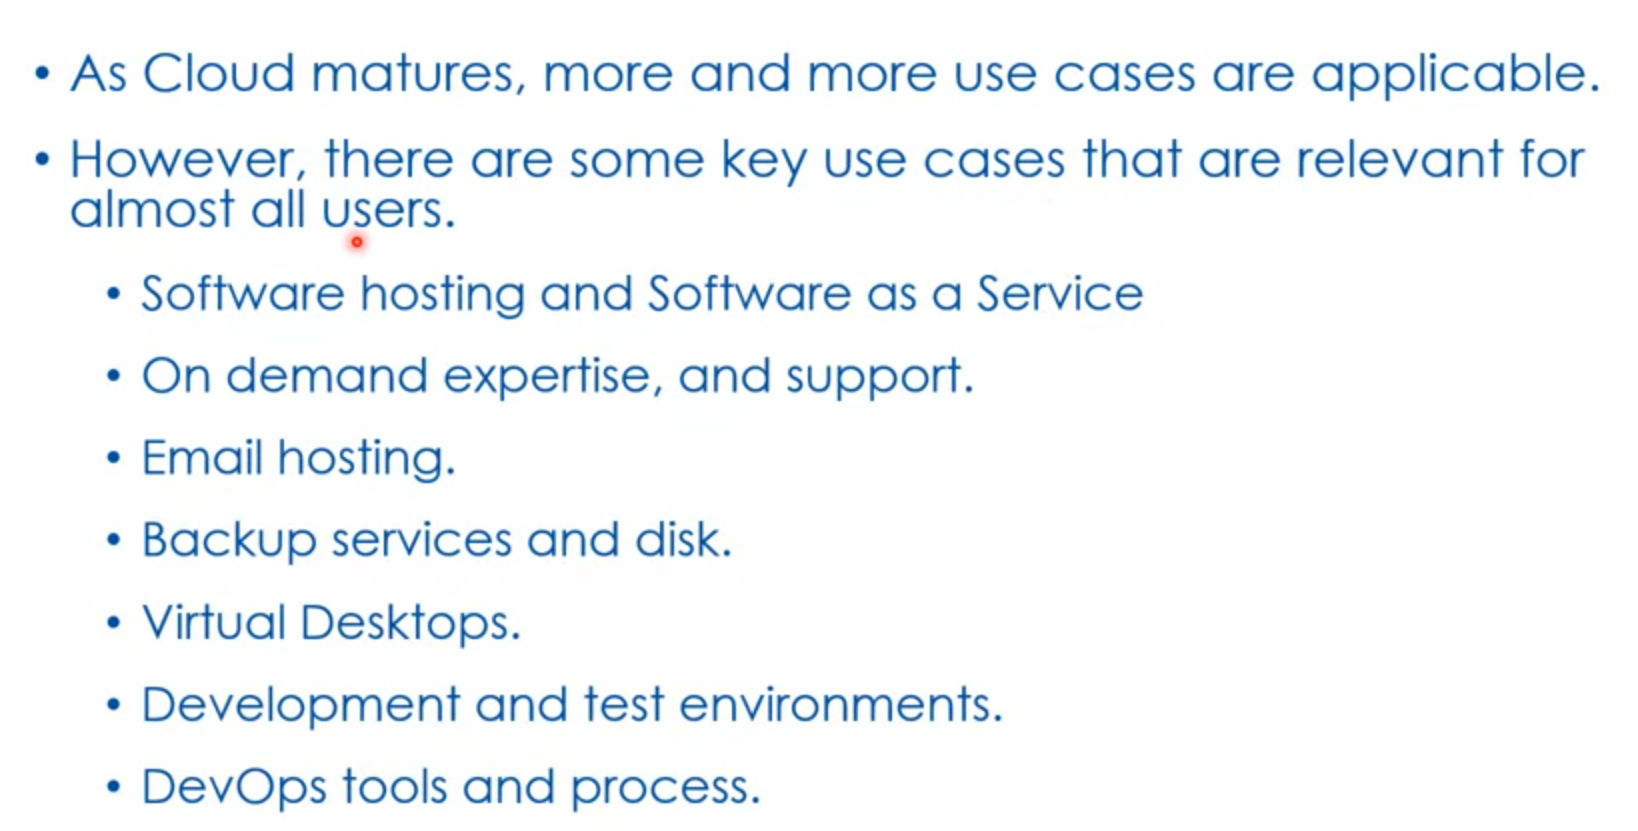 • As Cloud matures, more and more use cases are applicable.
• However, there are some key use cases that are relevant for
almost all users.
• Software hosting and Software as a Service
• On demand expertise, and support.
• Email hosting.
• Backup services and disk.
• Virtual Desktops.
• Development and test environments.
• DevOps tools and process.